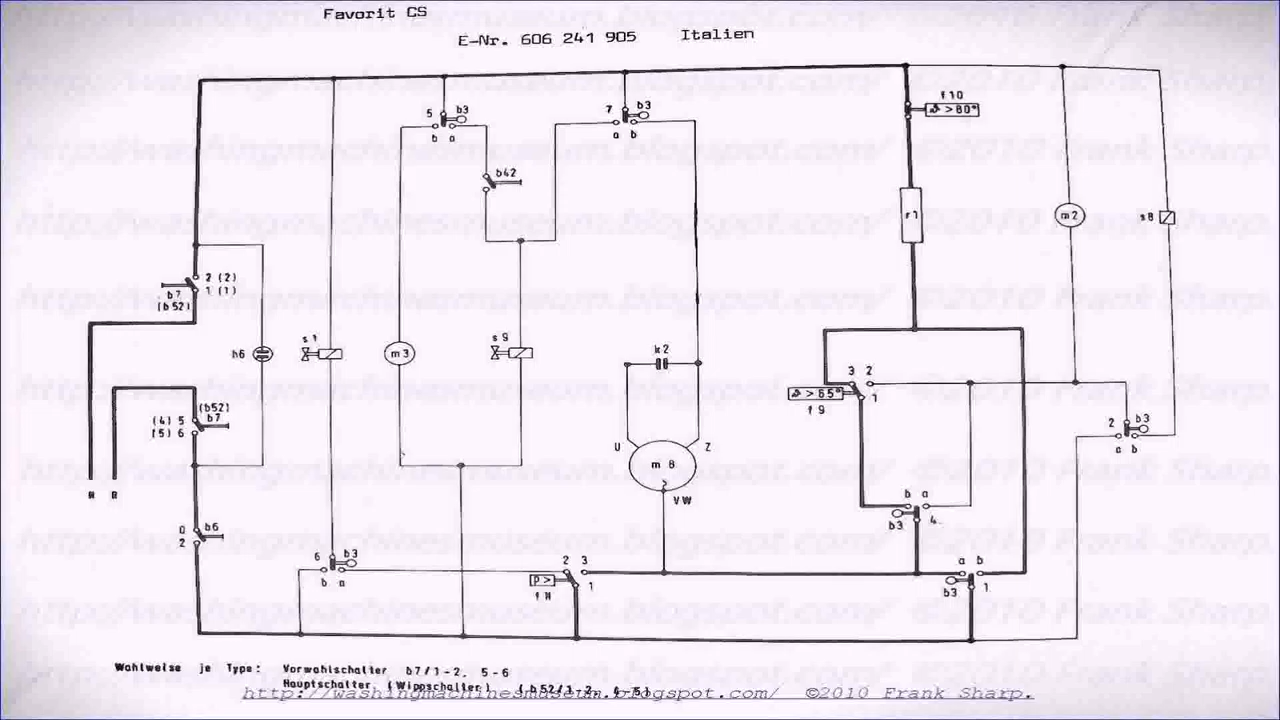 Favorit GS
E-Nr. 606 241 905 Italien
f10
ϑ > 80°
5 b3
b a
7 b3
a b
b42
r1
m2
s8
2 (2)
1 (1)
b7
(b52)
h6
s1
m3
s9
k2
3 2
1
ϑ > 65°
f9
(b52)
(4) 5 b7
(5) 6
U Z
m8
VW
2 b3
b a
b3
4
b6
2
6 b3
b a
2 3
1
p >
a b
b3 1
Wahlweise je Type: Vorwahlschalter b7/1-2, 5-6
Hauptschalter (Wippschalter) (b52/1-2, 4-5)
http://washingmachinesmuseum.blogspot.com/ ©2010 Frank Sharp.